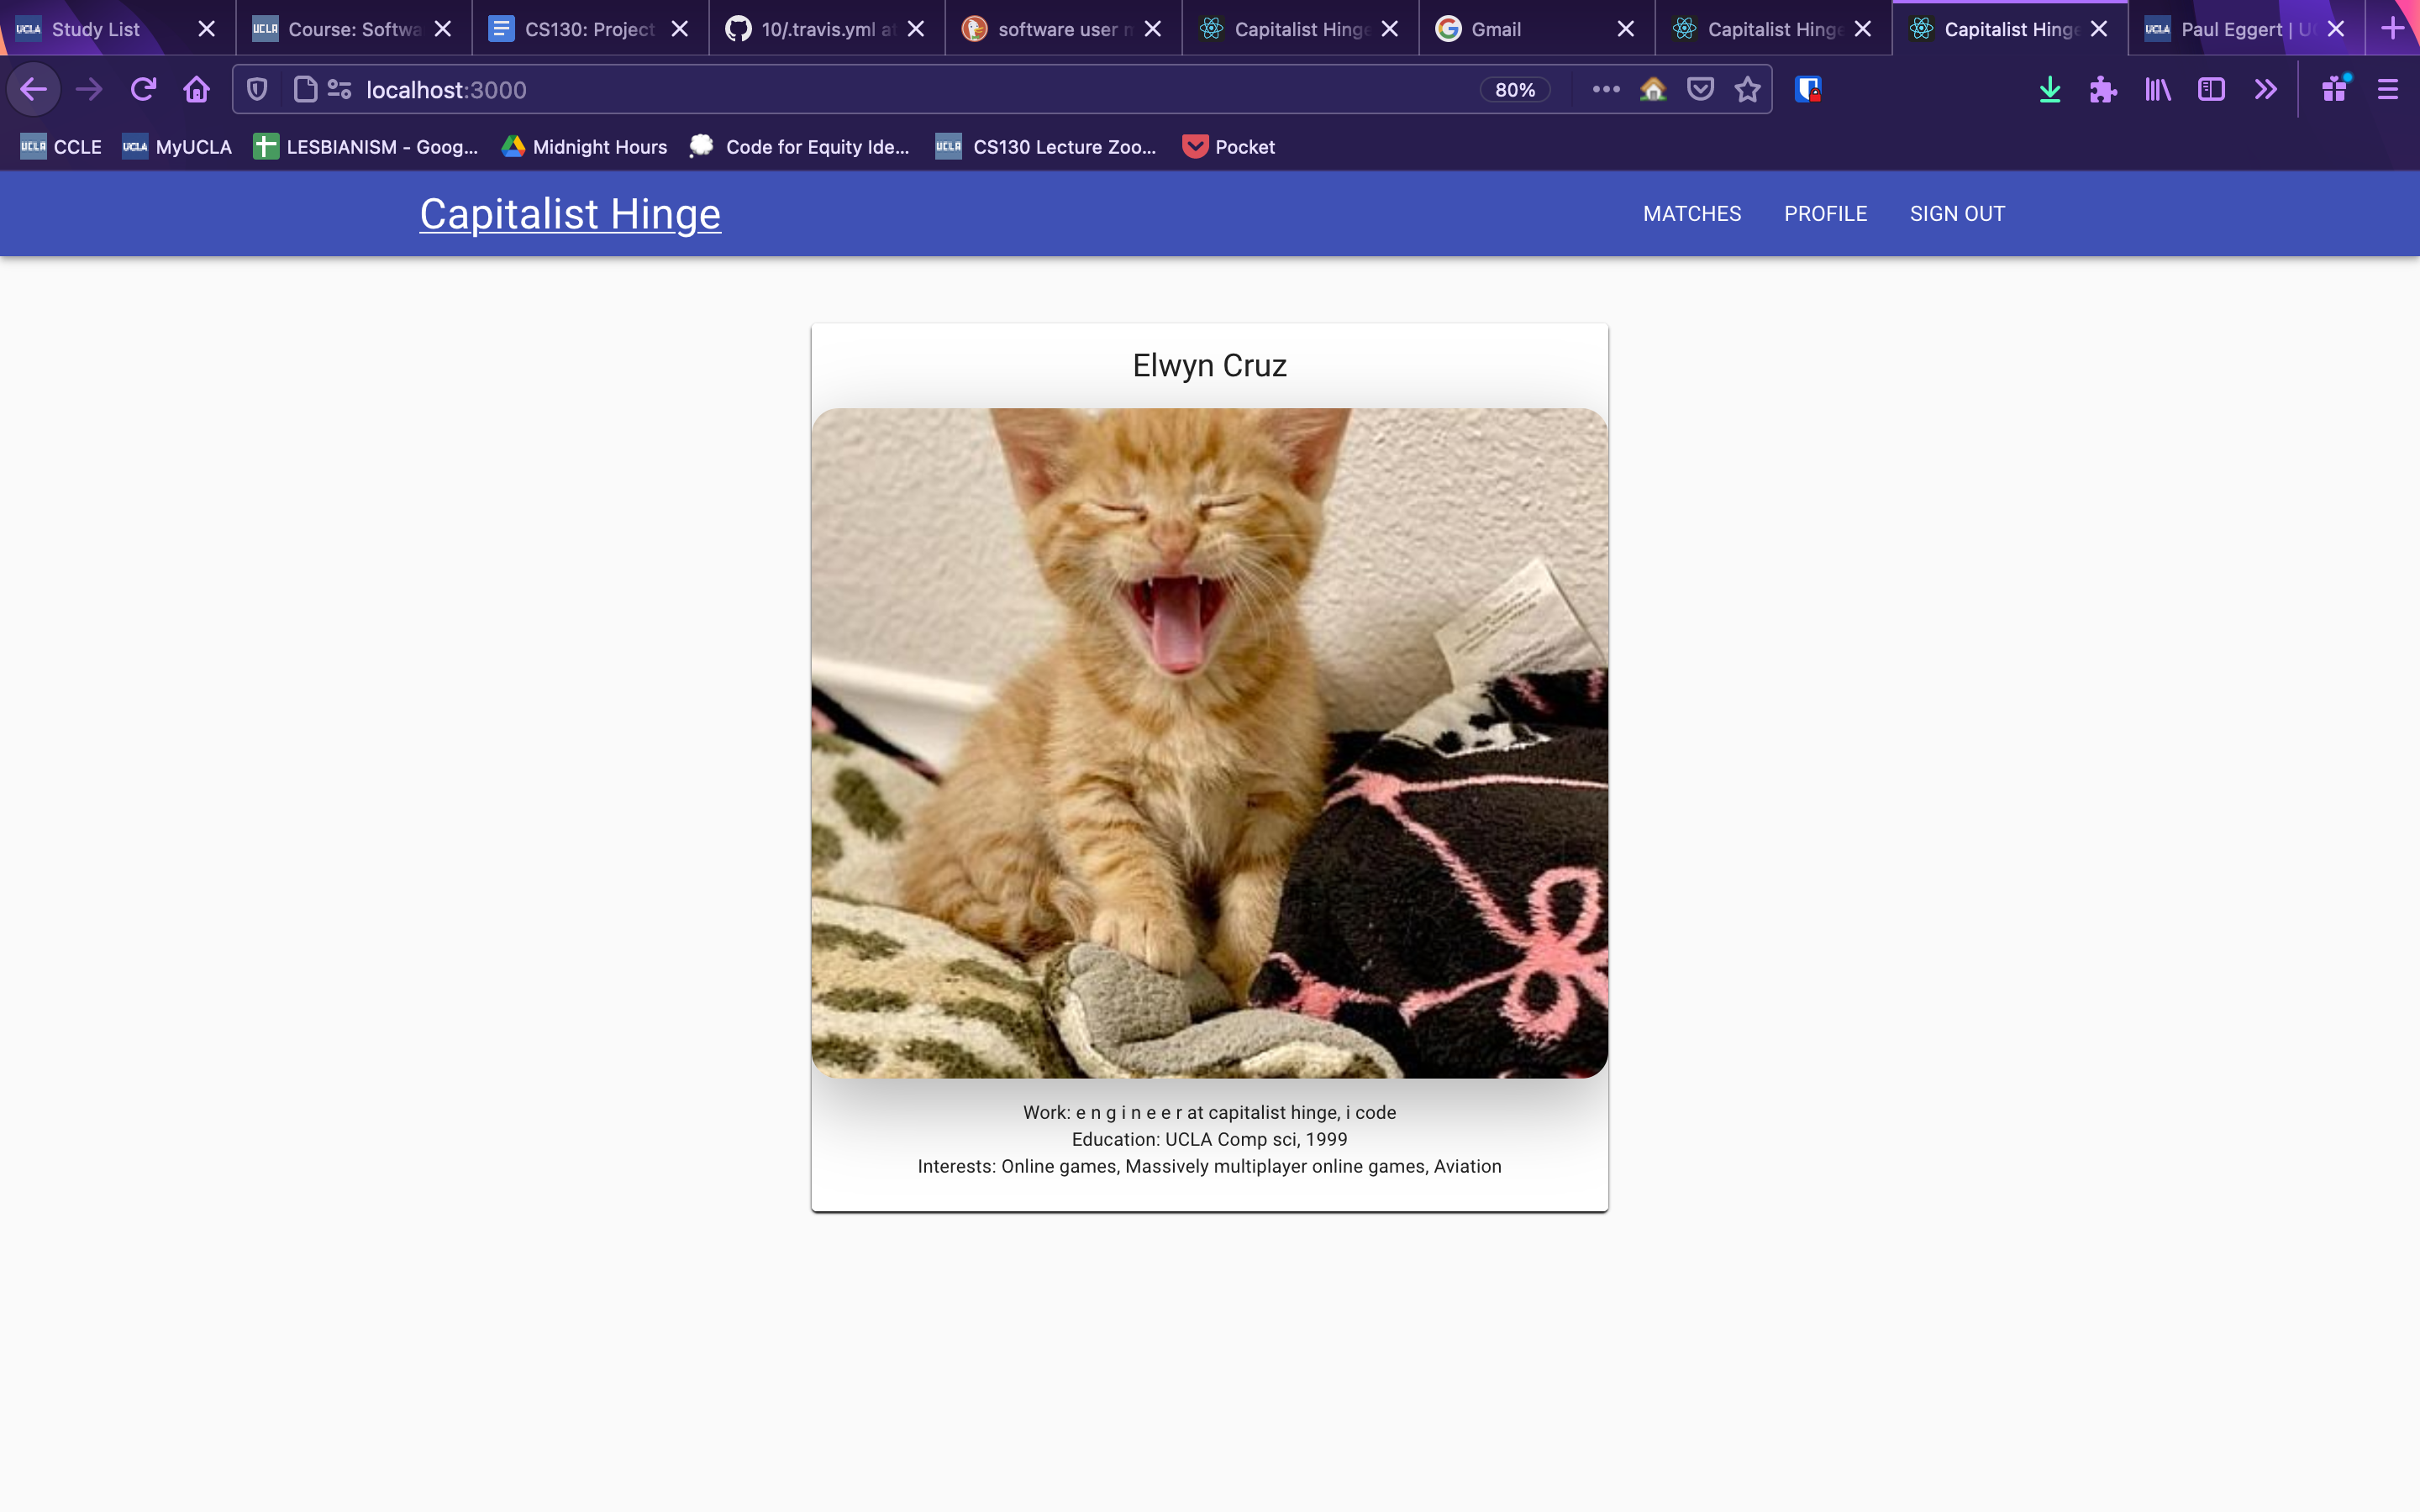 Study List
Course: Softwa
CS130: Project
10/.travis.yml a
software user
Capitalist Hinge
Gmail
Capitalist Hinge
Capitalist Hinge
Paul Eggert | U
localhost:3000
80%
CCLE
MyUCLA
LESBIANISM - Goog...
Midnight Hours
Code for Equity Ide...
CS130 Lecture Zoo...
Pocket
Capitalist Hinge
MATCHES
PROFILE
SIGN OUT
Elwyn Cruz
Work: e n g i n e e r at capitalist hinge, i code
Education: UCLA Comp sci, 1999
Interests: Online games, Massively multiplayer online games, Aviation